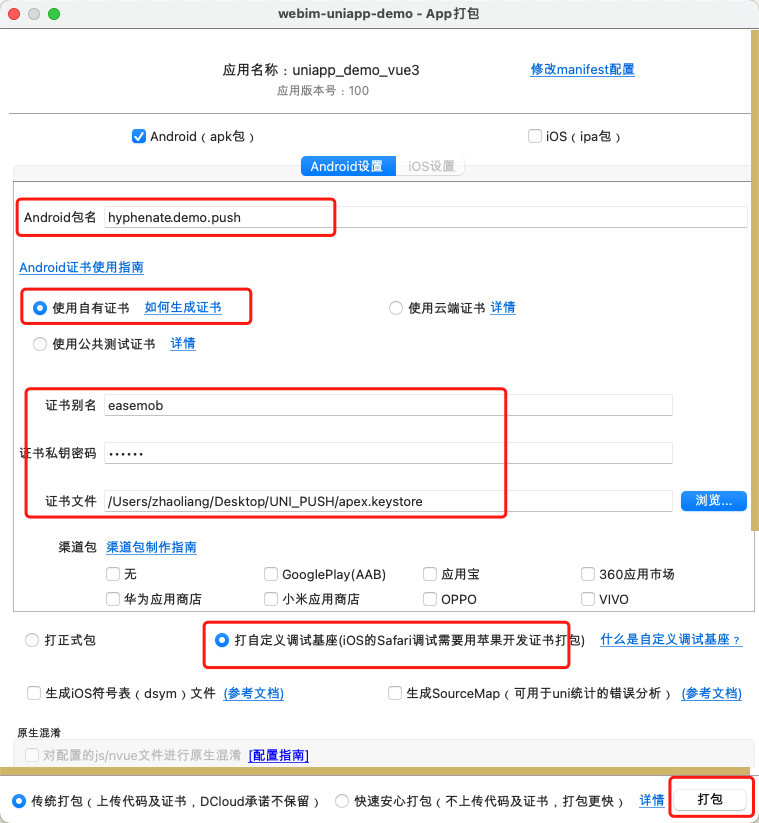 webim-uniapp-demo - App打包
应用名称：uniapp_demo_vue3 修改manifest配置
应用版本号：100
Android（apk包） iOS（ipa包）
Android设置 iOS设置
Android包名 hyphenate.demo.push
Android证书使用指南
使用自有证书 如何生成证书 使用云端证书 详情
使用公共测试证书 详情
证书别名 easemob
证书私钥密码 ••••••
证书文件 /Users/zhaoliang/Desktop/UNI_PUSH/apex.keystore 浏览...
渠道包 渠道包制作指南
无 GooglePlay(AAB) 应用宝 360应用市场
华为应用商店 小米应用商店 OPPO VIVO
打正式包 打自定义调试基座(iOS的Safari调试需要用苹果开发证书打包) 什么是自定义调试基座？
生成iOS符号表（dsym）文件 (参考文档) 生成SourceMap（可用于uni统计的错误分析） (参考文档)
原生混淆
对配置的js/nvue文件进行原生混淆 [配置指南]
传统打包（上传代码及证书，DCloud承诺不保留） 快速安心打包（不上传代码及证书，打包更快） 详情 打包